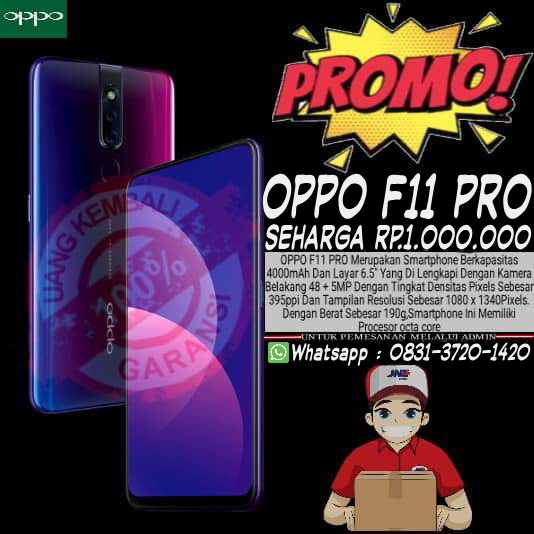 oppo
PROMO!
OPPO F11 PRO
SEHARGA RP.1.000.000
OPPO F11 PRO Merupakan Smartphone Berkapasitas
4000mAh Dan Layar 6.5" Yang Di Lengkapi Dengan Kamera
Belakang 48 + 5MP Dengan Tingkat Densitas Pixels Sebesar
395ppi Dan Tampilan Resolusi Sebesar 1080 x 1340Pixels.
Dengan Berat Sebesar 190g,Smartphone Ini Memiliki
Procesor octa core
UNTUK PEMESANAN MELALUI ADMIN
Whatsapp : 0831-3720-1420
UANG KEMBALI
100%
GARANSI
oppo
JNE